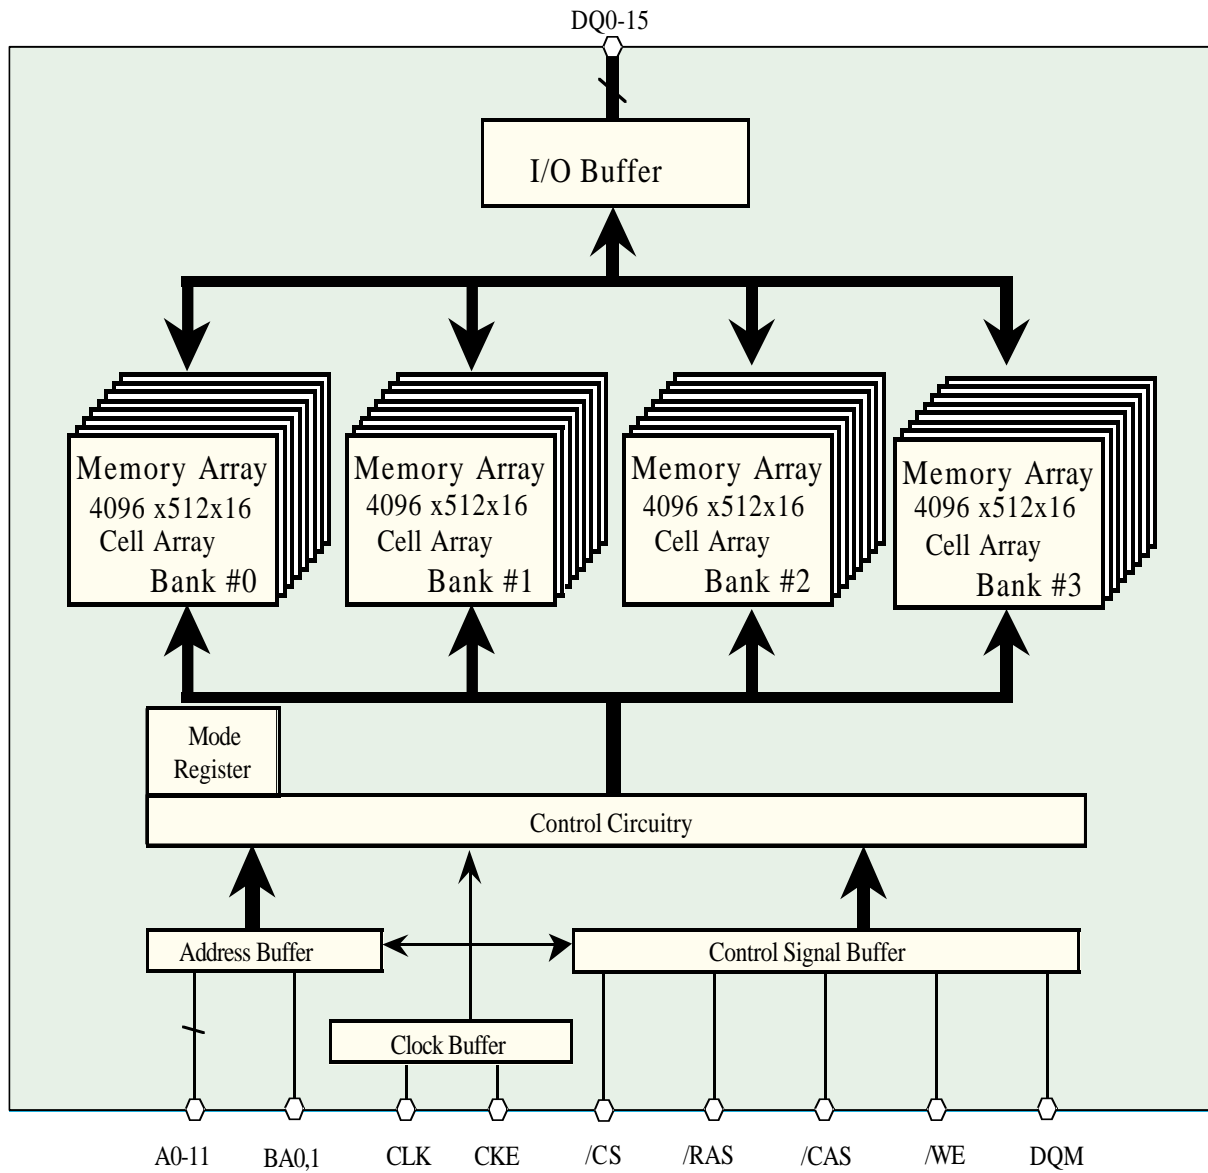 DQ0-15
I/O Buffer
Memory Array
4096 x512x16
Cell Array
Bank #0
Memory Array
4096 x512x16
Cell Array
Bank #1
Memory Array
4096 x512x16
Cell Array
Bank #2
Memory Array
4096 x512x16
Cell Array
Bank #3
Mode
Register
Control Circuitry
Address Buffer
Control Signal Buffer
Clock Buffer
A0-11
BA0,1
CLK
CKE
/CS
/RAS
/CAS
/WE
DQM